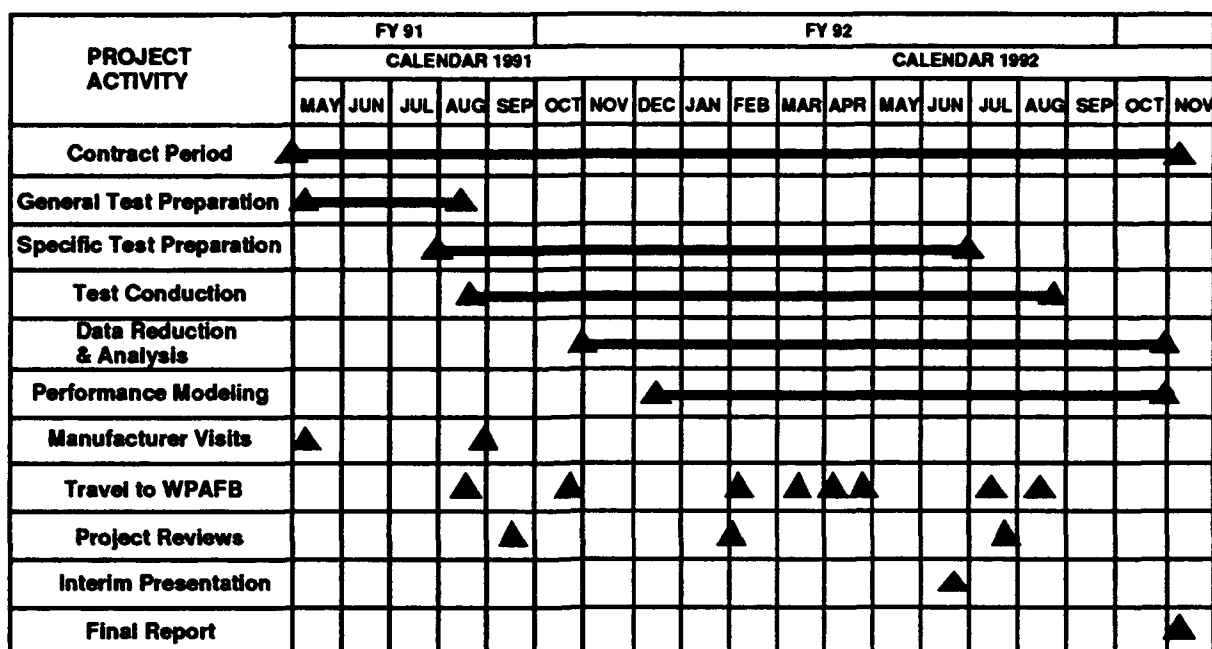 PROJECT
ACTIVITY
FY 91
FY 92
CALENDAR 1991
CALENDAR 1992
MAY JUN JUL AUG SEP OCT NOV DEC JAN FEB MAR APR MAY JUN JUL AUG SEP OCT NOV
Contract Period
General Test Preparation
Specific Test Preparation
Test Conduction
Data Reduction
& Analysis
Performance Modeling
Manufacturer Visits
Travel to WPAFB
Project Reviews
Interim Presentation
Final Report